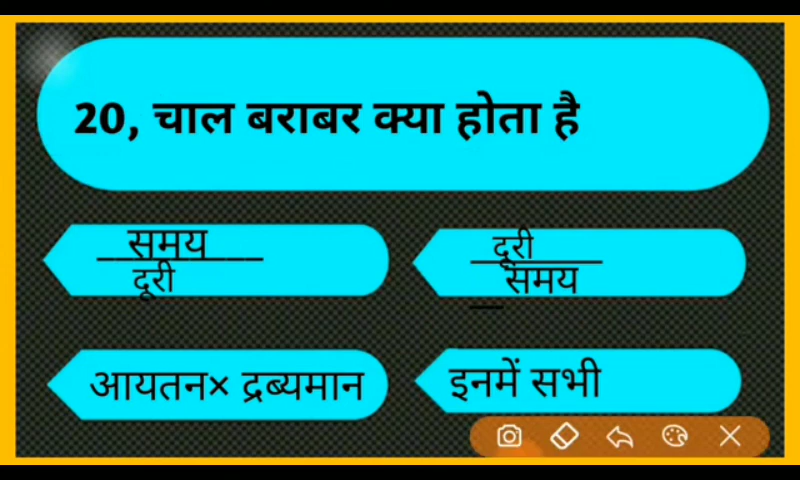 20, चाल बराबर क्या होता है
समय
दूरी
दूरी
समय
आयतन× द्रब्यमान
इनमें सभी